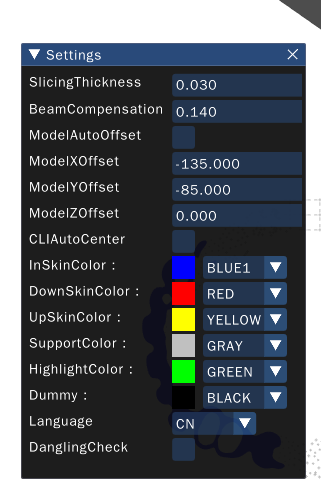 Settings
SlicingThickness 0.030
BeamCompensation 0.140
ModelAutoOffset
ModelXOffset -135.000
ModelYOffset -85.000
ModelZOffset 0.000
CLIAutoCenter
InSkinColor : BLUE1
DownSkinColor : RED
UpSkinColor : YELLOW
SupportColor : GRAY
HighlightColor : GREEN
Dummy : BLACK
Language CN
DanglingCheck